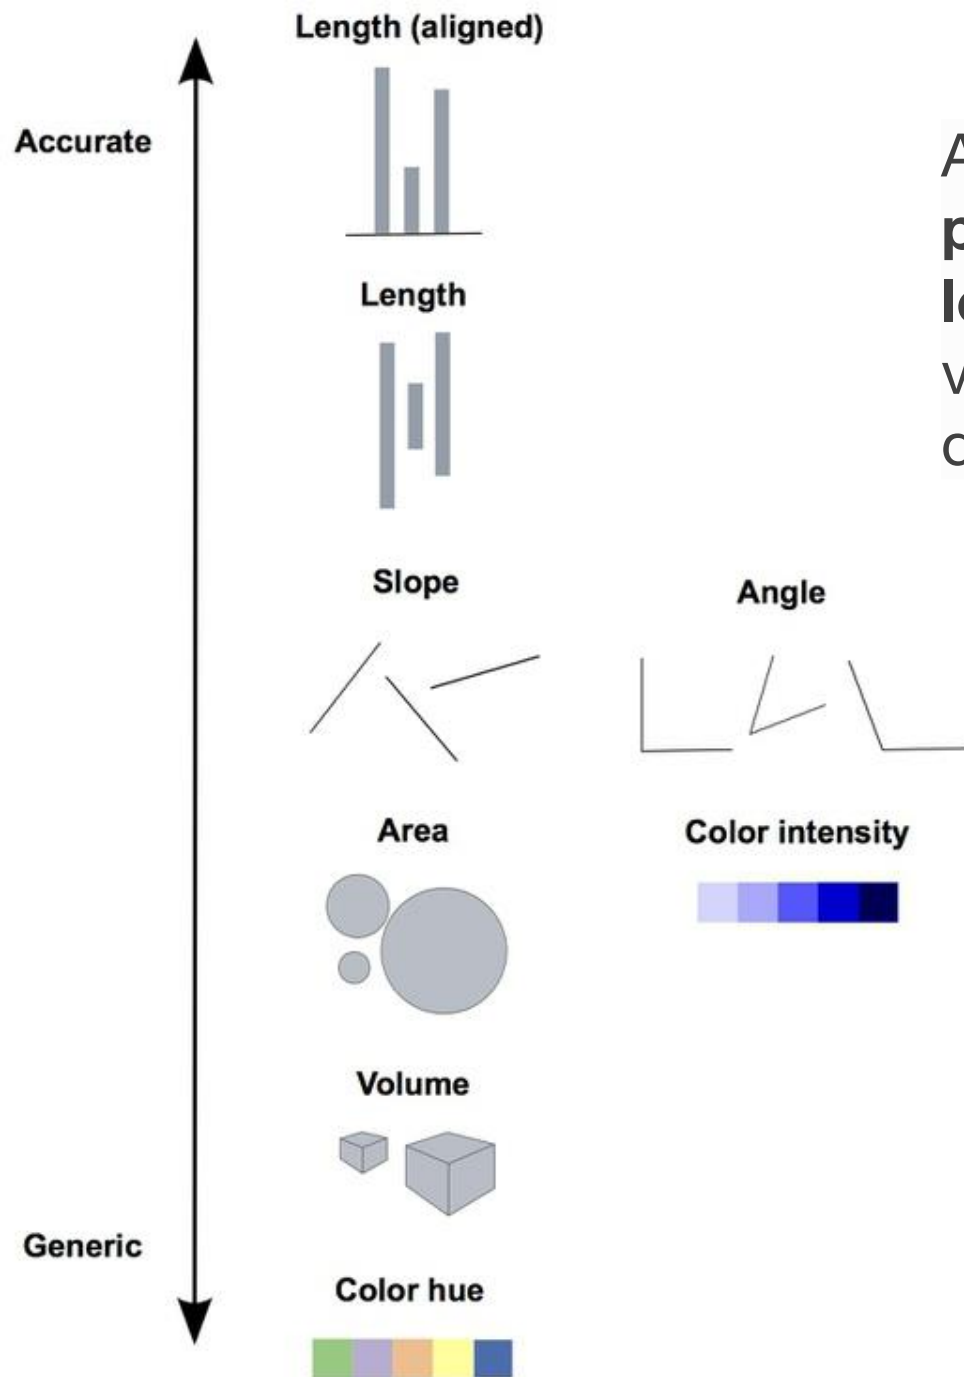 Length (aligned)
Accurate
Length
Slope
Angle
Area
Color intensity
Volume
Generic
Color hue